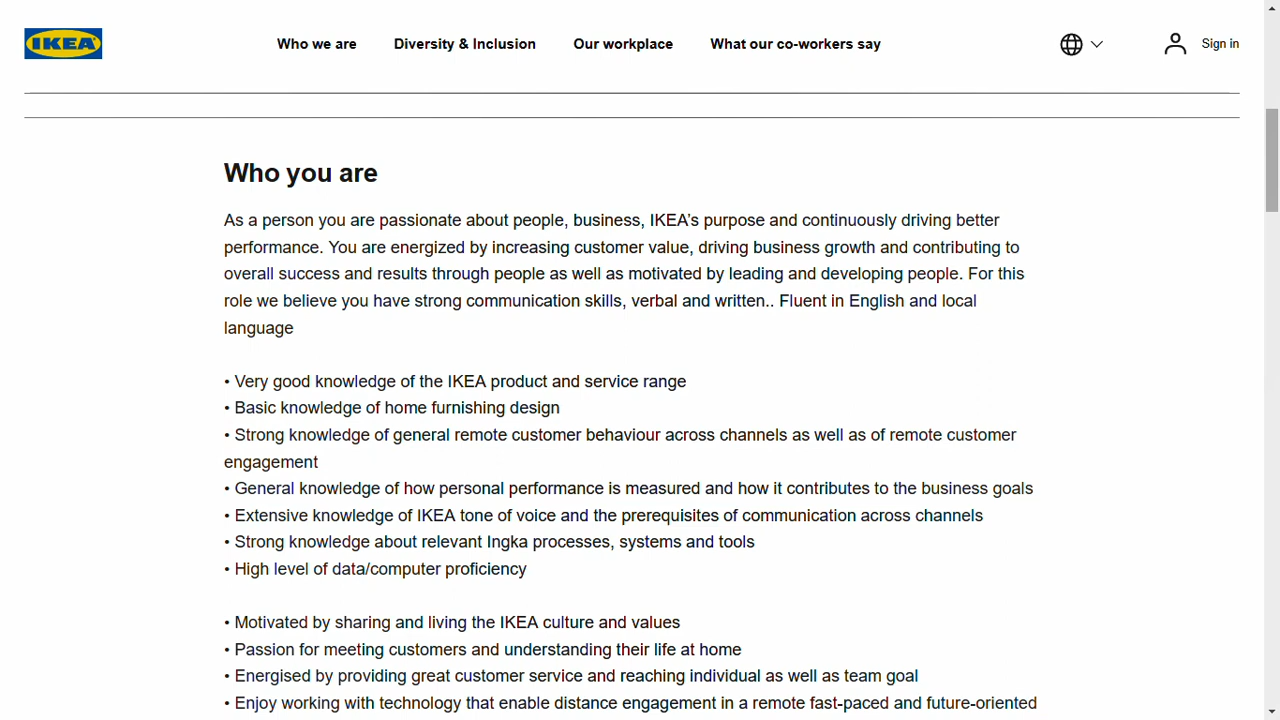 IKEA
Who we are
Diversity & Inclusion
Our workplace
What our co-workers say
Sign in
Who you are
As a person you are passionate about people, business, IKEA’s purpose and continuously driving better
performance. You are energized by increasing customer value, driving business growth and contributing to
overall success and results through people as well as motivated by leading and developing people. For this
role we believe you have strong communication skills, verbal and written.. Fluent in English and local
language
• Very good knowledge of the IKEA product and service range
• Basic knowledge of home furnishing design
• Strong knowledge of general remote customer behaviour across channels as well as of remote customer
engagement
• General knowledge of how personal performance is measured and how it contributes to the business goals
• Extensive knowledge of IKEA tone of voice and the prerequisites of communication across channels
• Strong knowledge about relevant Ingka processes, systems and tools
• High level of data/computer proficiency
• Motivated by sharing and living the IKEA culture and values
• Passion for meeting customers and understanding their life at home
• Energised by providing great customer service and reaching individual as well as team goal
• Enjoy working with technology that enable distance engagement in a remote fast-paced and future-oriented